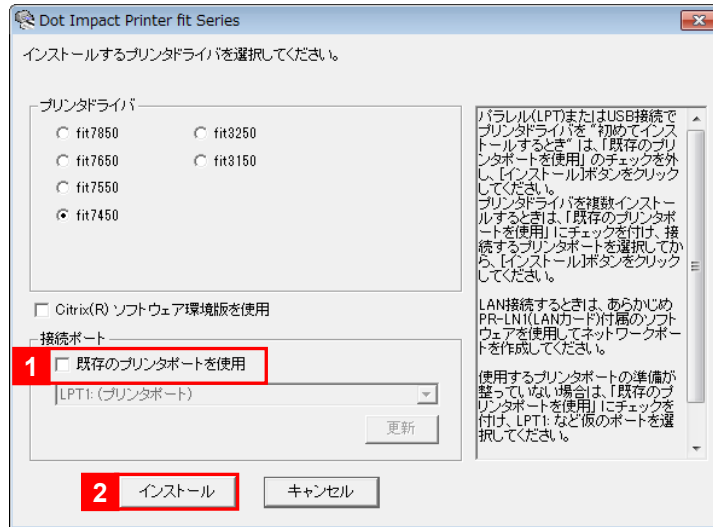 Dot Impact Printer fit Series
インストールするプリンタドライバを選択してください。
プリンタドライバ
fit7850
fit3250
fit7650
fit3150
fit7550
fit7450
Citrix(R) ソフトウェア環境版を使用
接続ポート
1
既存のプリンタポートを使用
LPT1: (プリンタポート)
更新
2
インストール
キャンセル
パラレル(LPT)またはUSB接続で
プリンタドライバを “初めてインス
トールするとき” は、「既存のプリ
ンタポートを使用」 のチェックを外
し、[インストール]ボタンをクリック
してください。
プリンタドライバを複数インストー
ルするときは、「既存のプリンタポ
ートを使用」 にチェックを付け、接
続するプリンタポートを選択してか
ら、[インストール]ボタンをクリック
してください。
LAN接続するときは、あらかじめ
PR-LN1(LANカード)付属のソフト
ウェアを使用してネットワークポー
トを作成してください。
使用するプリンタポートの準備が
整っていない場合は、「既存のプ
リンタポートを使用」 にチェックを
付け、LPT1: など仮のポートを選
択してください。